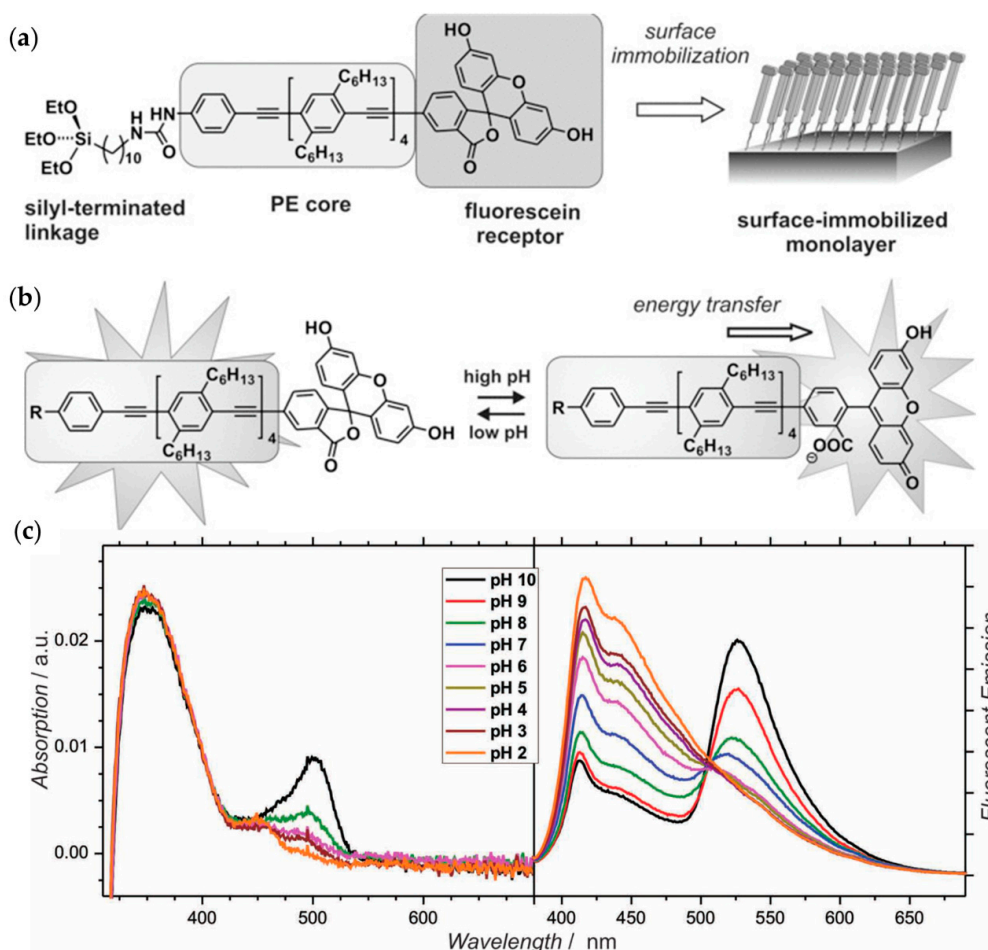 (a)
HO
surface
immobilization
C₆H₁₃
O
EtO
H
HN
EtO
Si
N
4
OH
EtO
10
O
C₆H₁₃
O
O
silyl-terminated
linkage
PE core
fluorescein
receptor
surface-immobilized
monolayer
(b)
energy transfer
HO
OH
C₆H₁₃
O
high pH
C₆H₁₃
R
low pH
O
4
OH
4
C₆H₁₃
O
O
C₆H₁₃
OOC
⊖
O
(c)
pH 10
pH 9
pH 8
pH 7
pH 6
pH 5
pH 4
pH 3
pH 2
Absorption / a.u.
0.02
0.01
0.00
Fluorescent Emission
400 500 600 400 450 500 550 600 650
Wavelength / nm